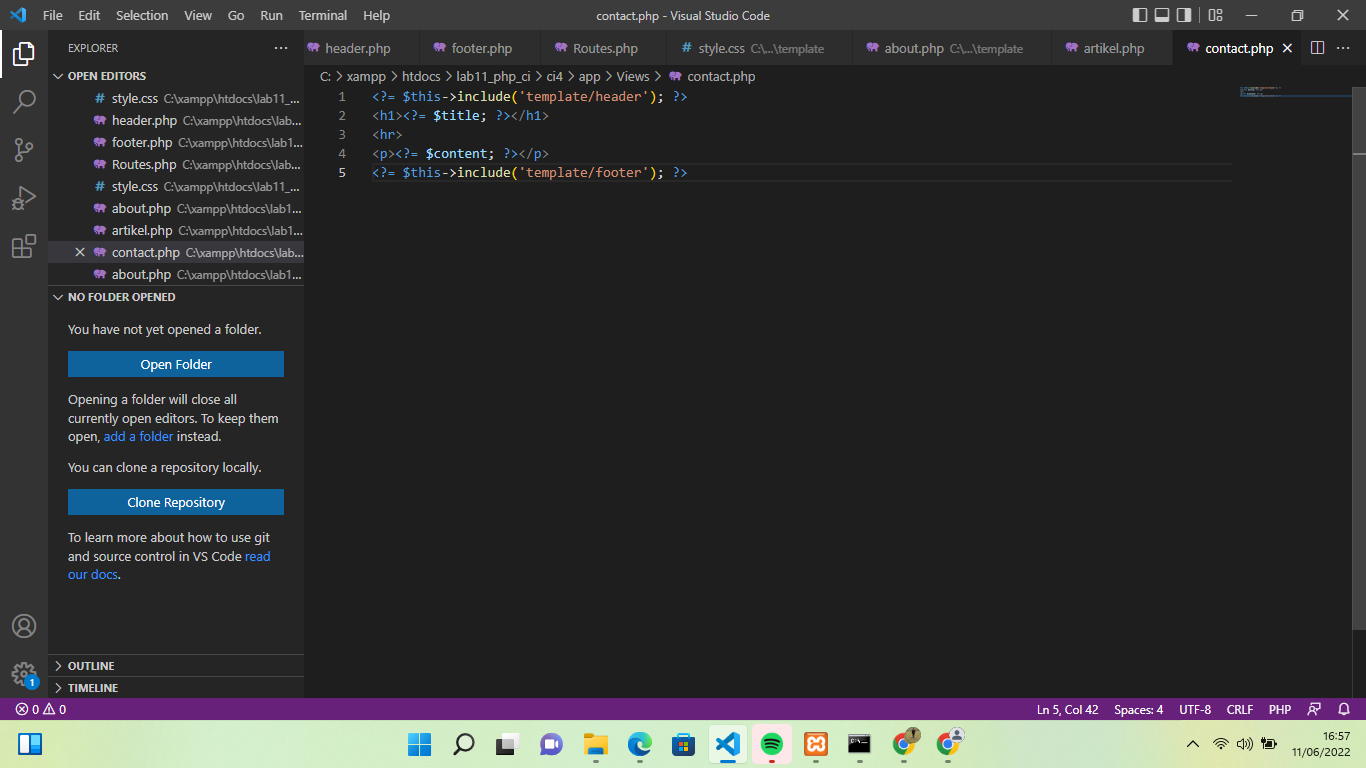 File Edit Selection View Go Run Terminal Help
contact.php - Visual Studio Code
EXPLORER
header.php
footer.php
Routes.php
# style.css C:\...\template
about.php C:\...\template
artikel.php
contact.php
OPEN EDITORS
# style.css C:\xampp\htdocs\lab11_...
header.php C:\xampp\htdocs\lab...
footer.php C:\xampp\htdocs\lab1...
Routes.php C:\xampp\htdocs\lab...
# style.css C:\xampp\htdocs\lab11_...
about.php C:\xampp\htdocs\lab1...
artikel.php C:\xampp\htdocs\lab1...
contact.php C:\xampp\htdocs\lab...
about.php C:\xampp\htdocs\lab1...
NO FOLDER OPENED
You have not yet opened a folder.
Open Folder
Opening a folder will close all
currently open editors. To keep them
open, add a folder instead.
You can clone a repository locally.
Clone Repository
To learn more about how to use git
and source control in VS Code read
our docs.
OUTLINE
TIMELINE
C: > xampp > htdocs > lab11_php_ci > ci4 > app > Views > contact.php
1 <?= $this->include('template/header'); ?>
2 <h1><?= $title; ?></h1>
3 <hr>
4 <p><?= $content; ?></p>
5 <?= $this->include('template/footer'); ?>
1
0 0
Ln 5, Col 42 Spaces: 4 UTF-8 CRLF PHP
16:57
11/06/2022